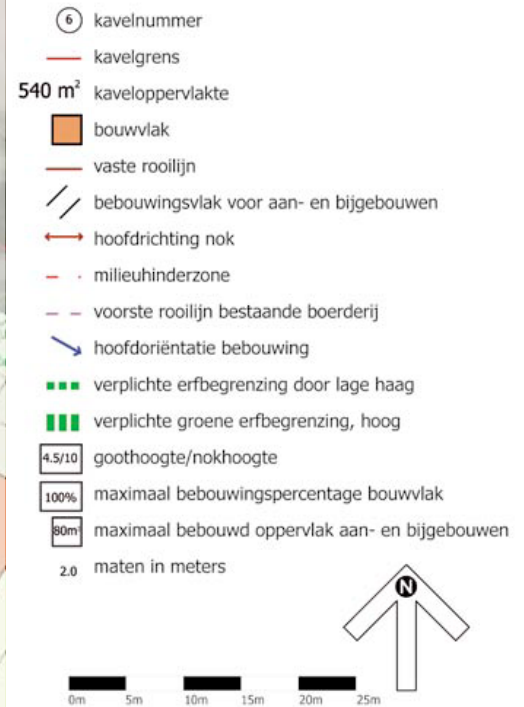 6 kavelnummer
kavelgrens
540 m² kaveloppervlakte
bouwvlak
vaste rooilijn
bebouwingsvlak voor aan- en bijgebouwen
hoofdrichting nok
milieuhinderzone
voorste rooilijn bestaande boerderij
hoofdoriëntatie bebouwing
verplichte erfbegrenzing door lage haag
verplichte groene erfbegrenzing, hoog
4.5/10 goothoogte/nokhoogte
100% maximaal bebouwingspercentage bouwvlak
80m² maximaal bebouwd oppervlak aan- en bijgebouwen
2.0 maten in meters
N
0m 5m 10m 15m 20m 25m